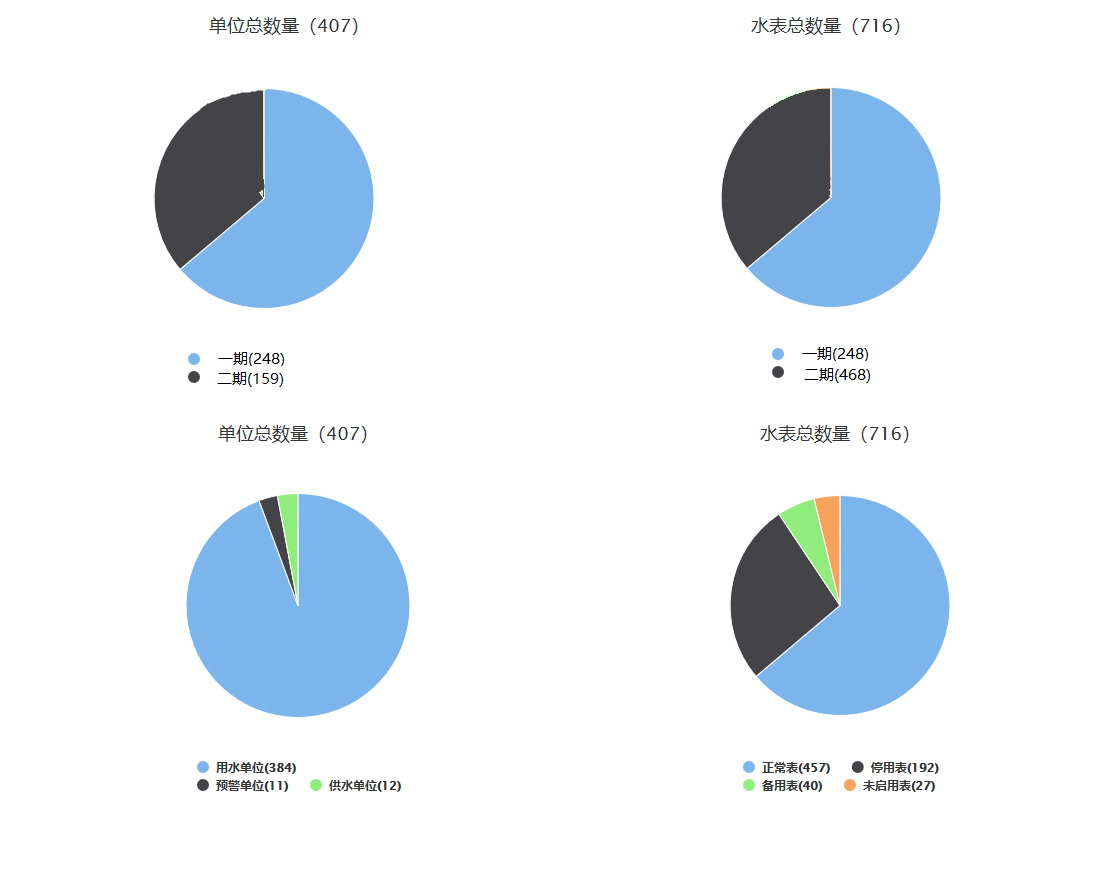 单位总数量（407）
水表总数量（716）
一期(248)
二期(159)
一期(248)
二期(468)
单位总数量（407）
水表总数量（716）
用水单位(384)
预警单位(11) 供水单位(12)
正常表(457) 停用表(192)
备用表(40) 未启用表(27)